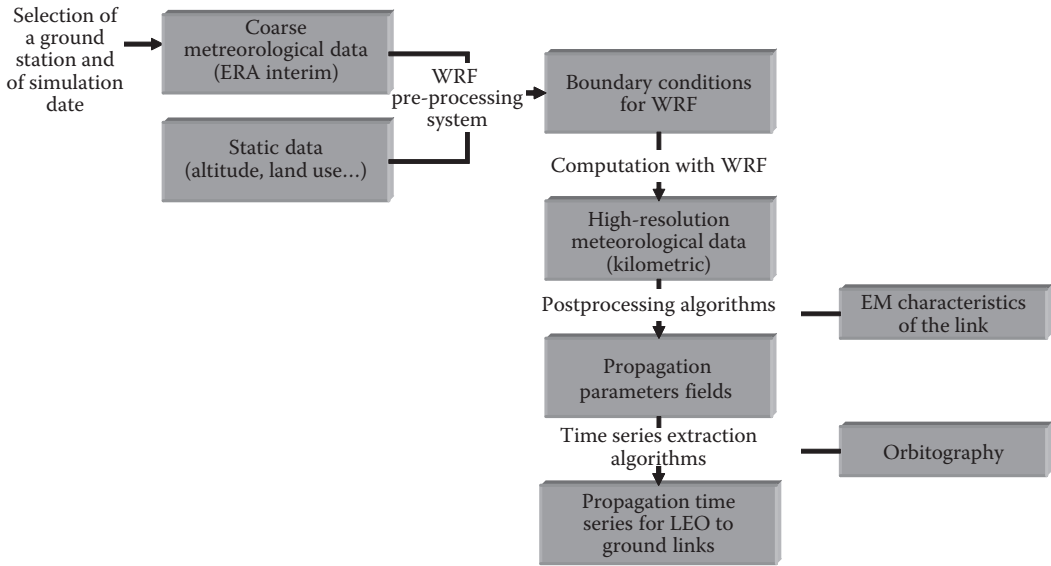 Selection of
a ground
station and
of simulation
date
Coarse
metreorological data
(ERA interim)
Static data
(altitude, land use...)
WRF
pre-processing
system
Boundary conditions
for WRF
Computation with WRF
High-resolution
meteorological data
(kilometric)
Postprocessing algorithms
EM characteristics
of the link
Propagation
parameters fields
Time series extraction
algorithms
Orbitography
Propagation time
series for LEO to
ground links